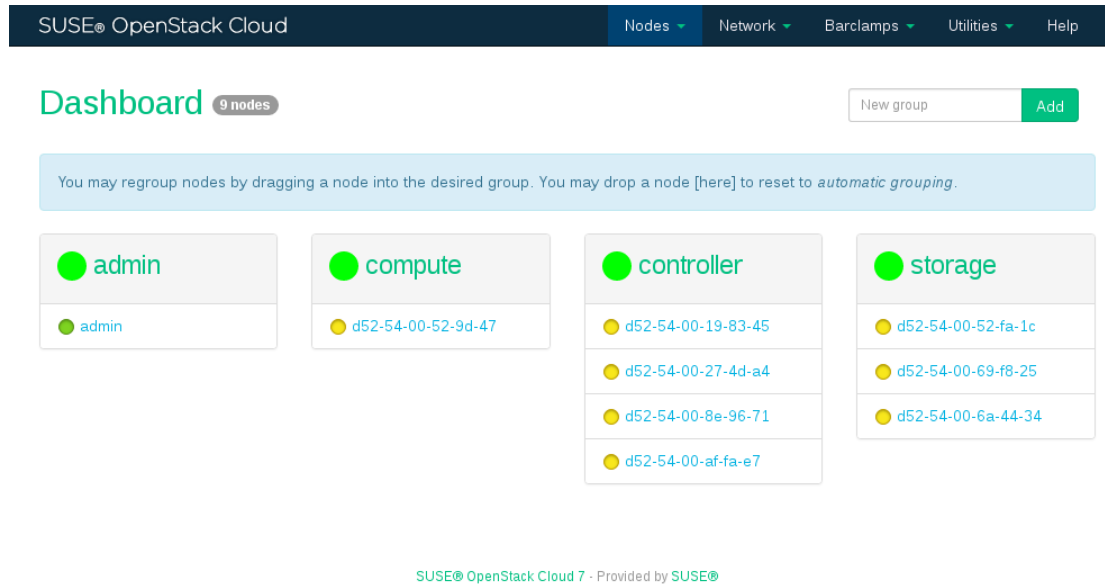 SUSE® OpenStack Cloud Nodes Network Barclamps Utilities Help
Dashboard 9 nodes New group Add
You may regroup nodes by dragging a node into the desired group. You may drop a node [here] to reset to automatic grouping.
admin
admin
compute
d52-54-00-52-9d-47
controller
d52-54-00-19-83-45
d52-54-00-27-4d-a4
d52-54-00-8e-96-71
d52-54-00-af-fa-e7
storage
d52-54-00-52-fa-1c
d52-54-00-69-f8-25
d52-54-00-6a-44-34
SUSE® OpenStack Cloud 7 - Provided by SUSE®